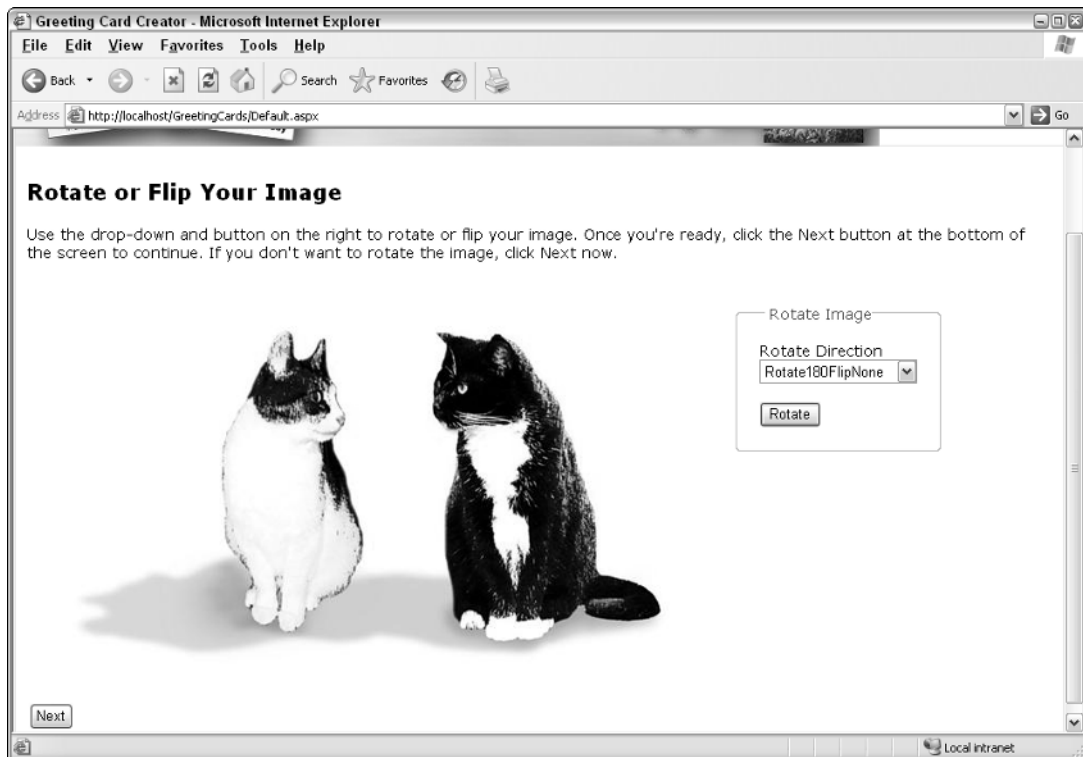 Greeting Card Creator - Microsoft Internet Explorer
File Edit View Favorites Tools Help
Back Search Favorites
Address http://localhost/GreetingCards/Default.aspx Go
Rotate or Flip Your Image
Use the drop-down and button on the right to rotate or flip your image. Once you're ready, click the Next button at the bottom of
the screen to continue. If you don't want to rotate the image, click Next now.
Rotate Image
Rotate Direction
Rotate180FlipNone
Rotate
Next
Local intranet